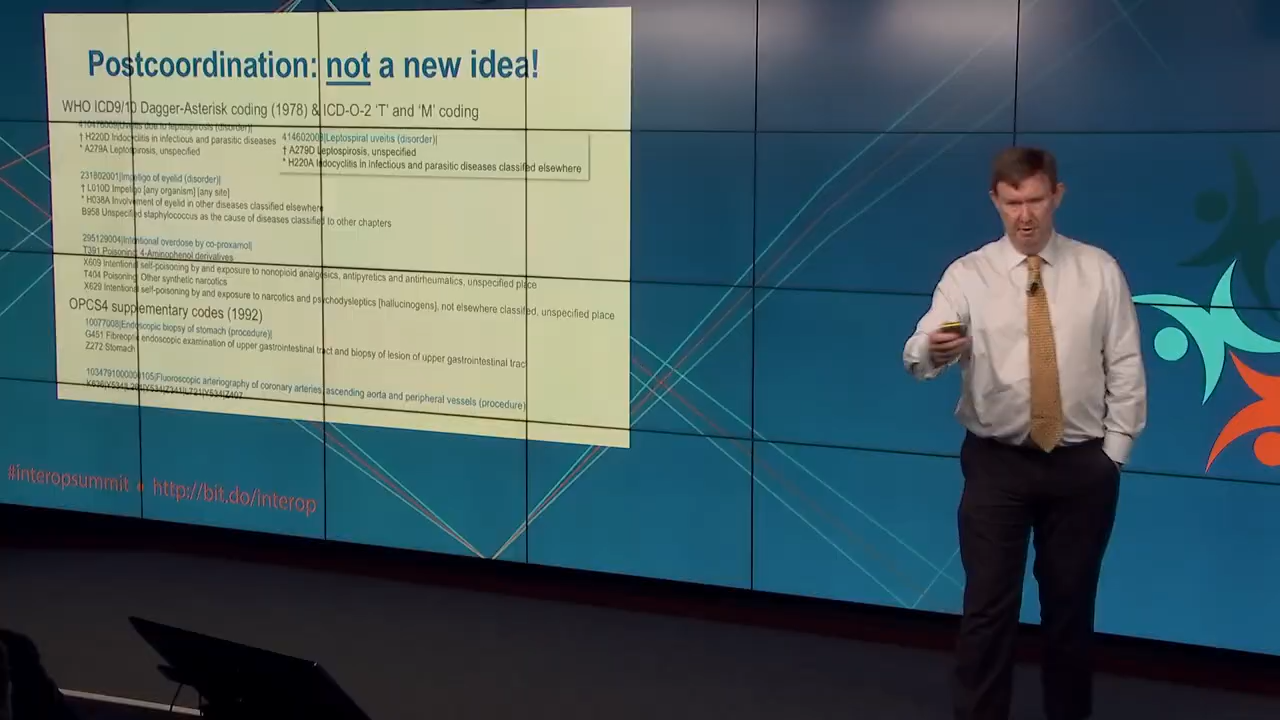 Postcoordination: not a new idea!
WHO ICD9/10 Dagger-Asterisk coding (1978) & ICD-O-2 'T' and 'M' coding
Uveitis due to leptospirosis (disorder)|
† H220D Iridocyclitis in infectious and parasitic diseases
* A279A Leptospirosis, unspecified
|Leptospiral uveitis (disorder)|
† A279D Leptospirosis, unspecified
* H220A Iridocyclitis in infectious and parasitic diseases classified elsewhere
231802001|Impetigo of eyelid (disorder)|
† L010D Impetigo [any organism] [any site]
* H038A Involvement of eyelid in other diseases classified elsewhere
B958 Unspecified staphylococcus as the cause of diseases classified to other chapters
295129004|Intentional overdose by co-proxamol|
T391 Poisoning: 4-Aminophenol derivatives
X609 Intentional self-poisoning by and exposure to nonopioid analgesics, antipyretics and antirheumatics, unspecified place
T404 Poisoning: Other synthetic narcotics
X629 Intentional self-poisoning by and exposure to narcotics and psychodysleptics [hallucinogens], not elsewhere classified, unspecified place
OPCS4 supplementary codes (1992)
10077008|Endoscopic biopsy of stomach (procedure)|
G451 Fibreoptic endoscopic examination of upper gastrointestinal tract and biopsy of lesion of upper gastrointestinal tract
Z272 Stomach
1034791000000105|Fluoroscopic arteriography of coronary arteries, ascending aorta and peripheral vessels (procedure)|
#interopsummit • http://bit.do/interop